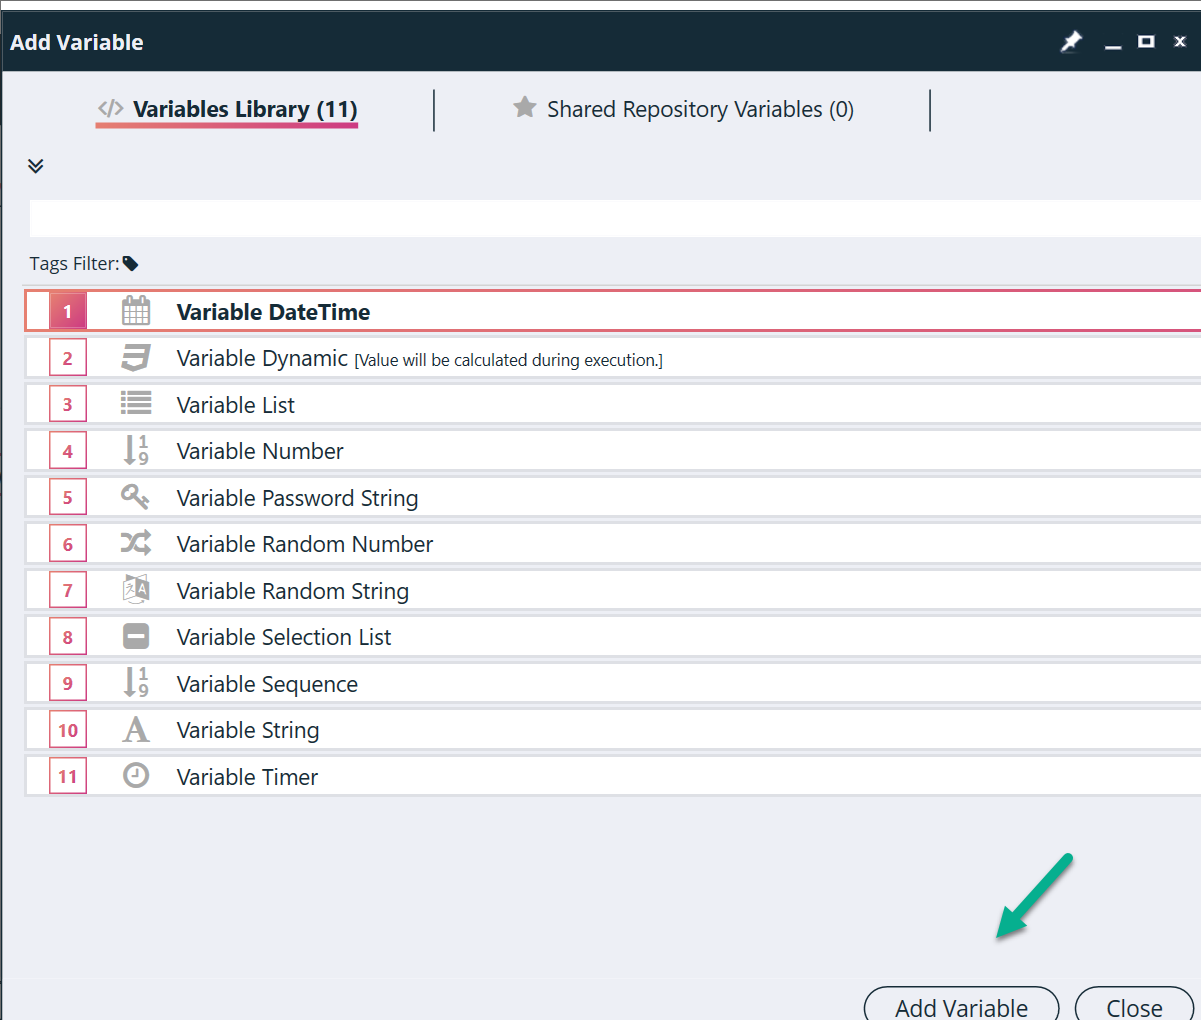 Add Variable
</> Variables Library (11)
Shared Repository Variables (0)
Tags Filter:
1 Variable DateTime
2 Variable Dynamic [Value will be calculated during execution.]
3 Variable List
4 Variable Number
5 Variable Password String
6 Variable Random Number
7 Variable Random String
8 Variable Selection List
9 Variable Sequence
10 Variable String
11 Variable Timer
Add Variable
Close